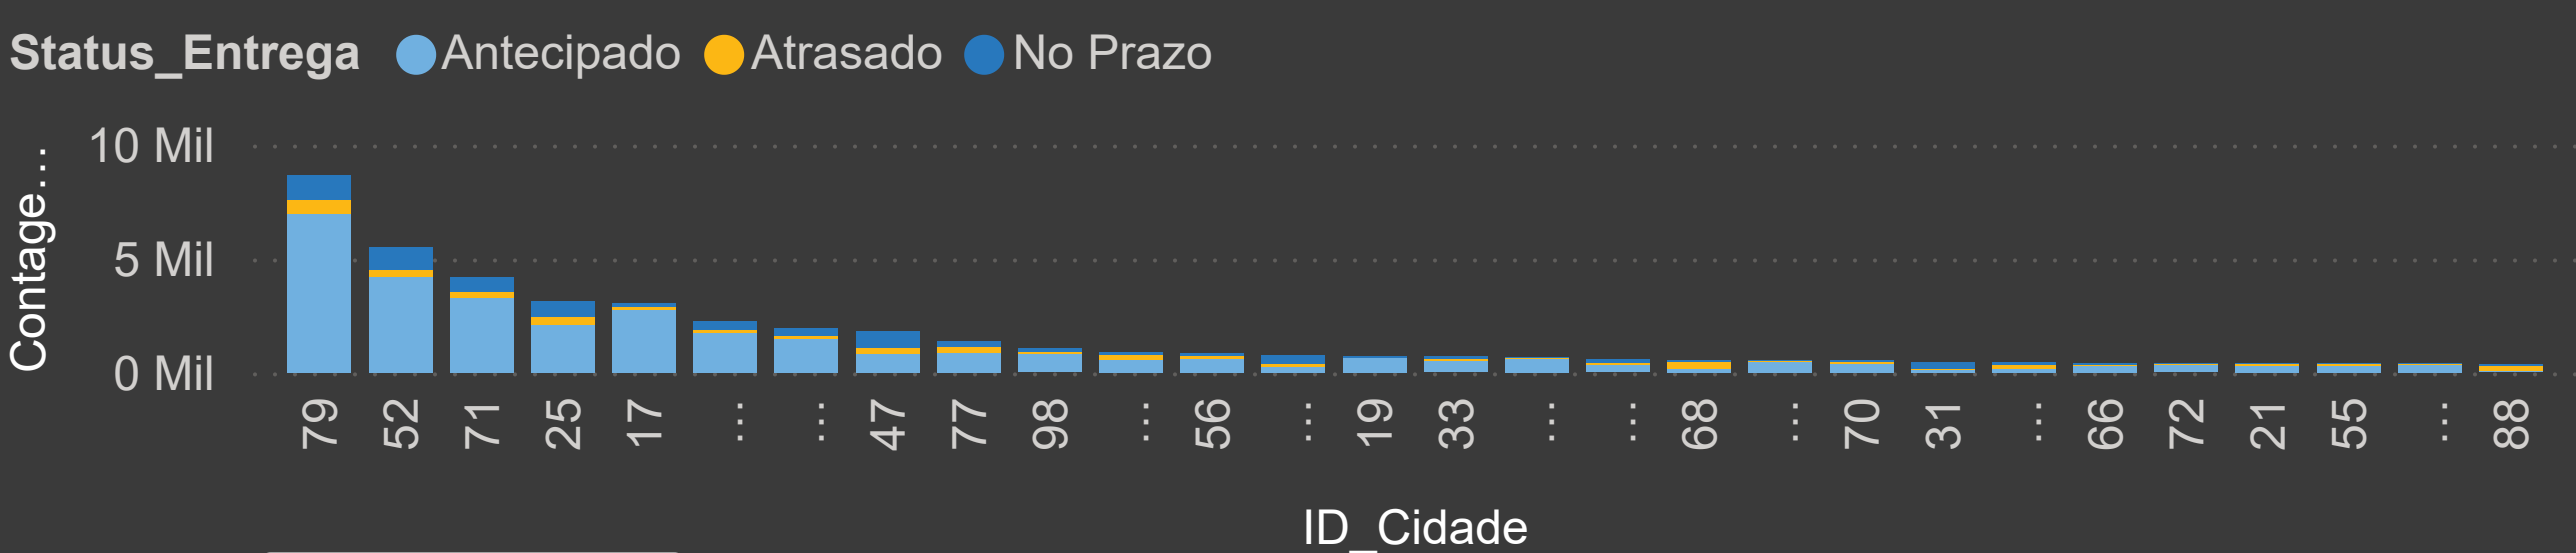 Status_Entrega Antecipado Atrasado No Prazo
Contage...
10 Mil
5 Mil
0 Mil
79 52 71 25 17 ... ... 47 77 98 ... 56 ... 19 33 ... ... 68 ... 70 31 ... 66 72 21 55 ... 88
ID_Cidade